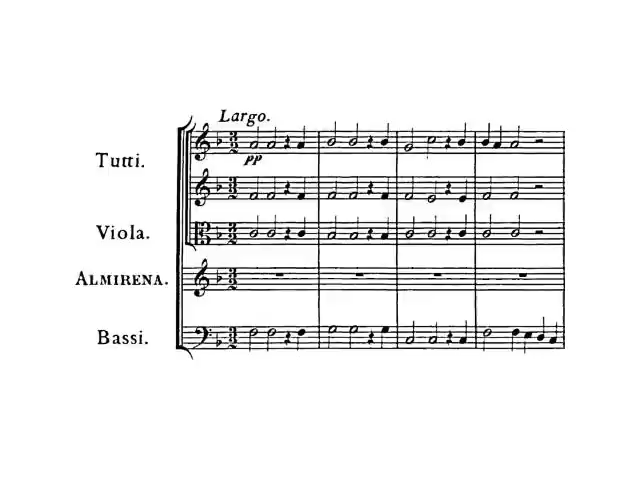 Largo.
Tutti.
pp
Viola.
ALMIRENA.
Bassi.